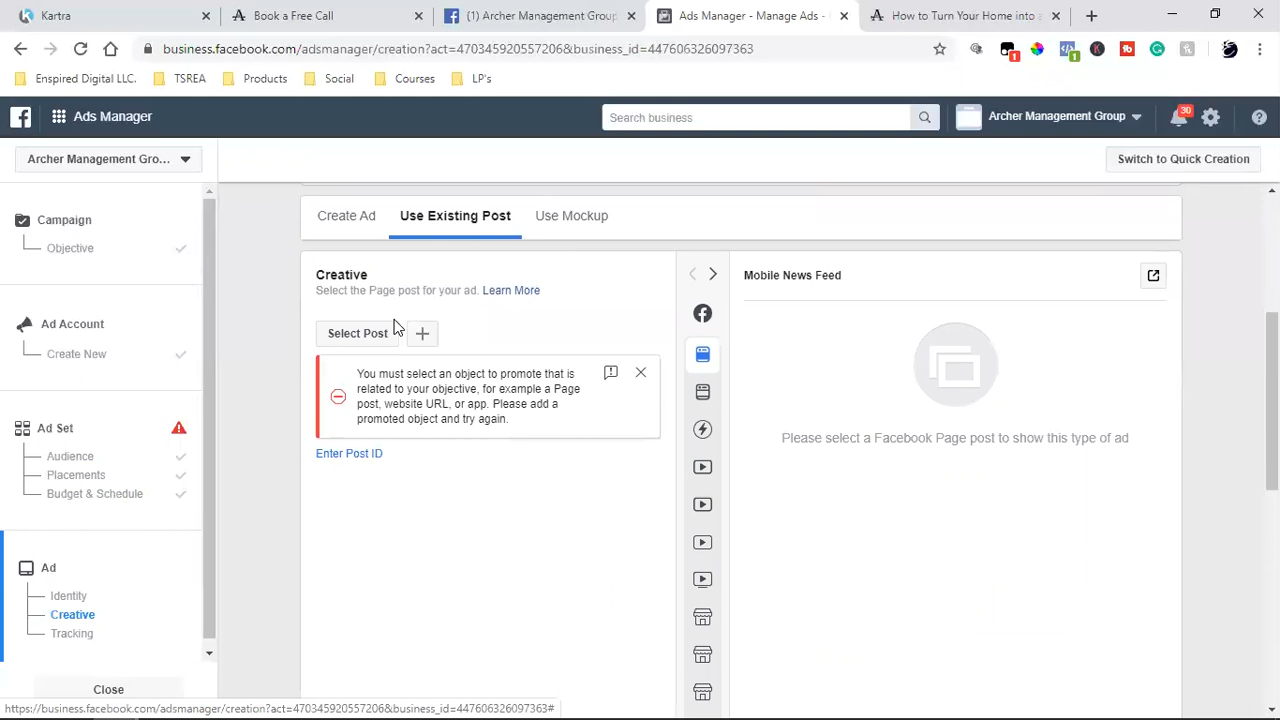 Kartra
Book a Free Call
(1) Archer Management Group
Ads Manager - Manage Ads -
How to Turn Your Home into a
business.facebook.com/adsmanager/creation?act=470345920557206&business_id=447606326097363
1
1
Enspired Digital LLC.
TSREA
Products
Social
Courses
LP's
Ads Manager
Search business
Archer Management Group
30
Archer Management Gro...
Switch to Quick Creation
Campaign
Objective
Ad Account
Create New
Ad Set
Audience
Placements
Budget & Schedule
Ad
Identity
Creative
Tracking
Close
Create Ad
Use Existing Post
Use Mockup
Creative
Select the Page post for your ad. Learn More
Select Post
You must select an object to promote that is
related to your objective, for example a Page
post, website URL, or app. Please add a
promoted object and try again.
Enter Post ID
Mobile News Feed
Please select a Facebook Page post to show this type of ad
https://business.facebook.com/adsmanager/creation?act=470345920557206&business_id=447606326097363#